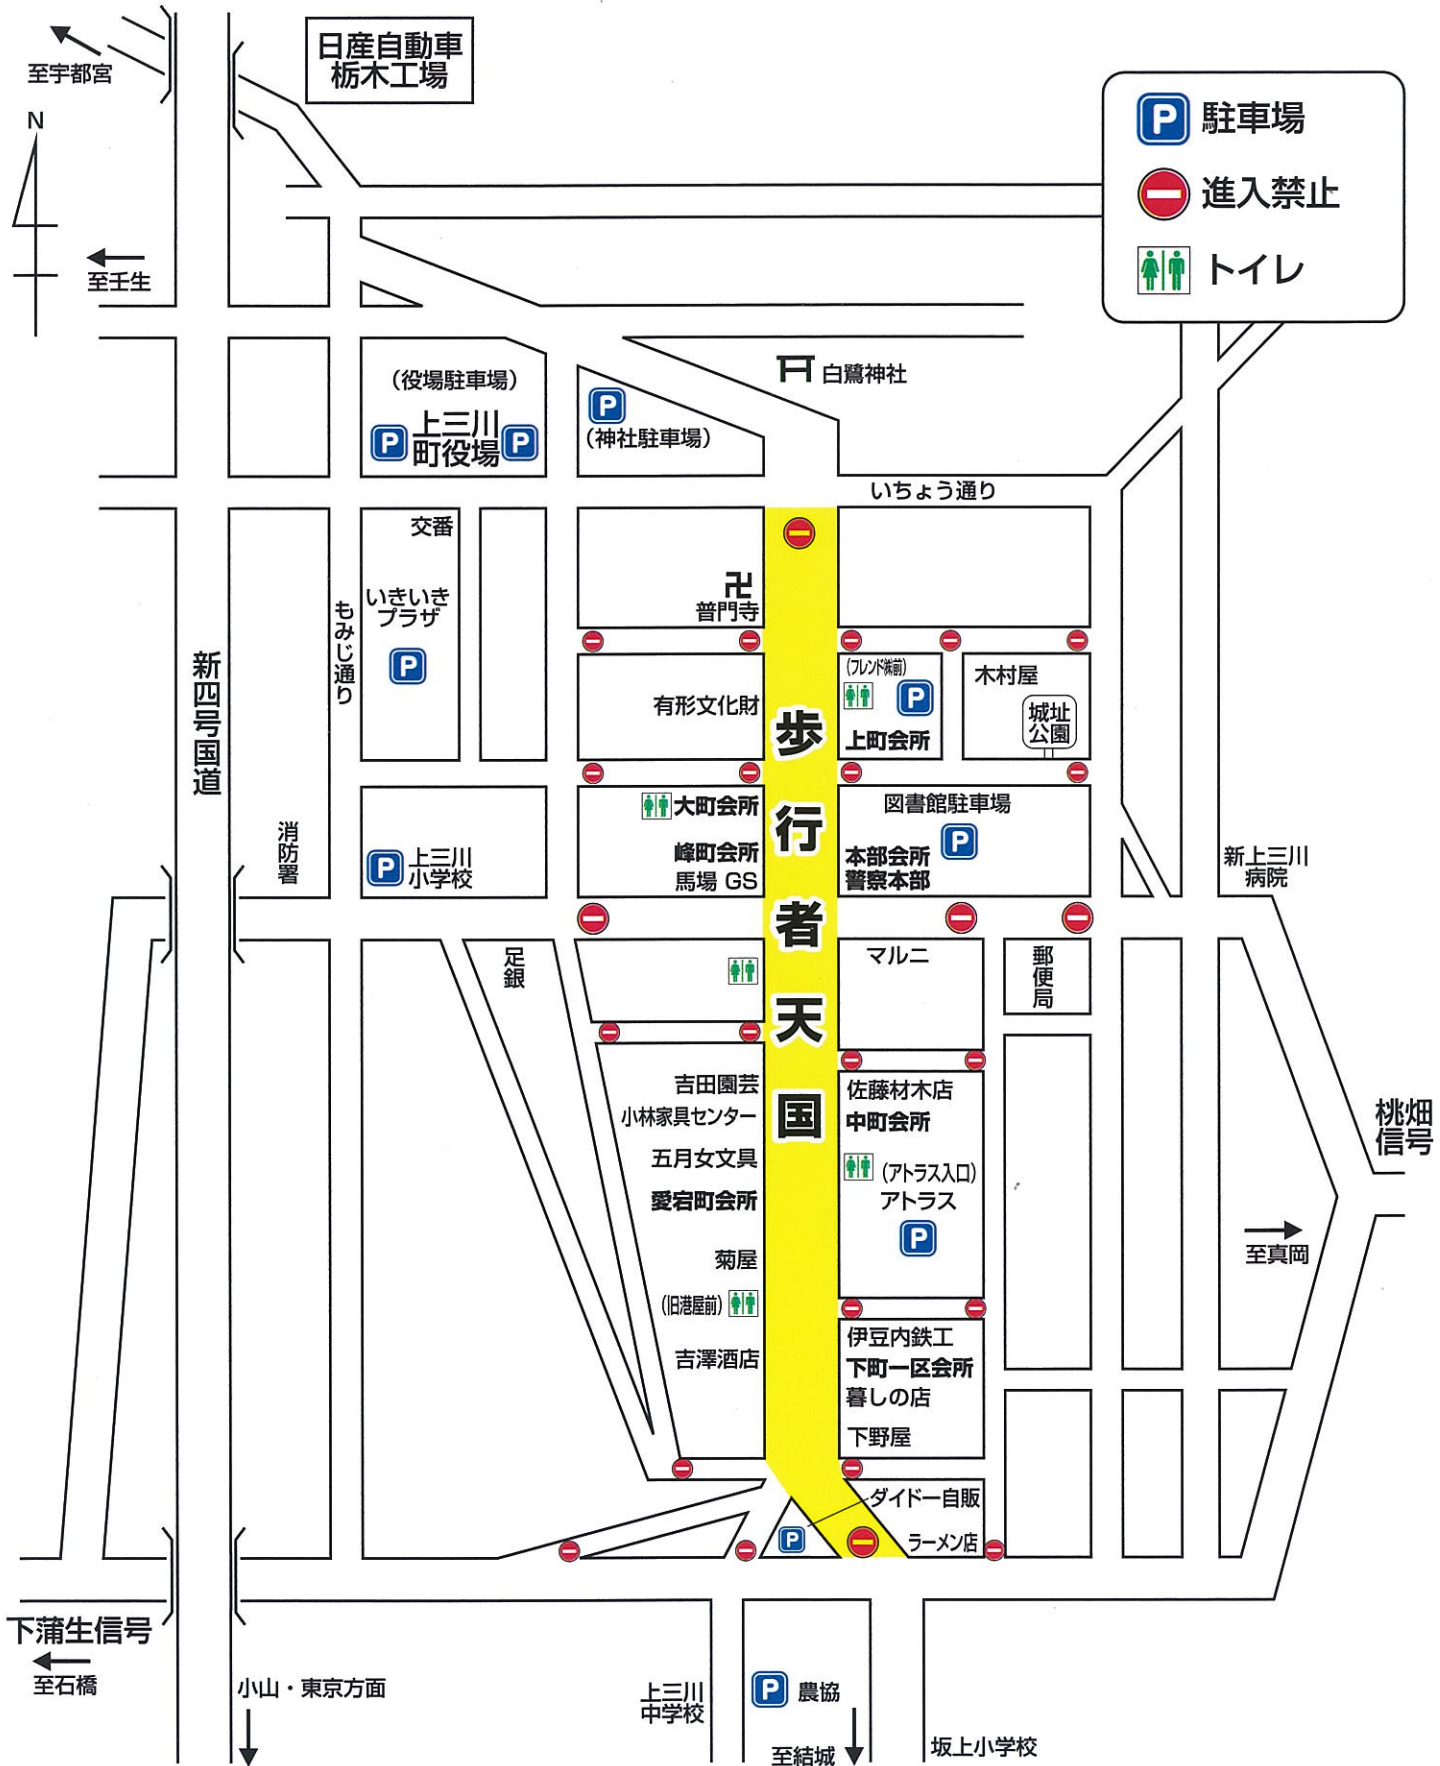 日産自動車
栃木工場
至宇都宮
N
至壬生
P 駐車場
進入禁止
トイレ
白鷺神社
(役場駐車場)
P 上三川 P
町役場
P
(神社駐車場)
いちょう通り
交番
いきいき
プラザ
P
もみじ通り
新四号国道
卍
普門寺
有形文化財
(フレンド㈱前)
P
上町会所
木村屋
城址
公園
歩行者天国
大町会所
峰町会所
馬場 GS
図書館駐車場
P
本部会所
警察本部
消防署
P 上三川
小学校
新上三川
病院
足銀
マルニ
郵便局
吉田園芸
小林家具センター
五月女文具
愛宕町会所
菊屋
(旧港屋前)
吉澤酒店
佐藤材木店
中町会所
(アトラス入口)
アトラス
P
桃畑
信号
至真岡
伊豆内鉄工
下町一区会所
暮しの店
下野屋
ダイドー自販
P
ラーメン店
下蒲生信号
至石橋
小山・東京方面
上三川
中学校
P 農協
至結城
坂上小学校